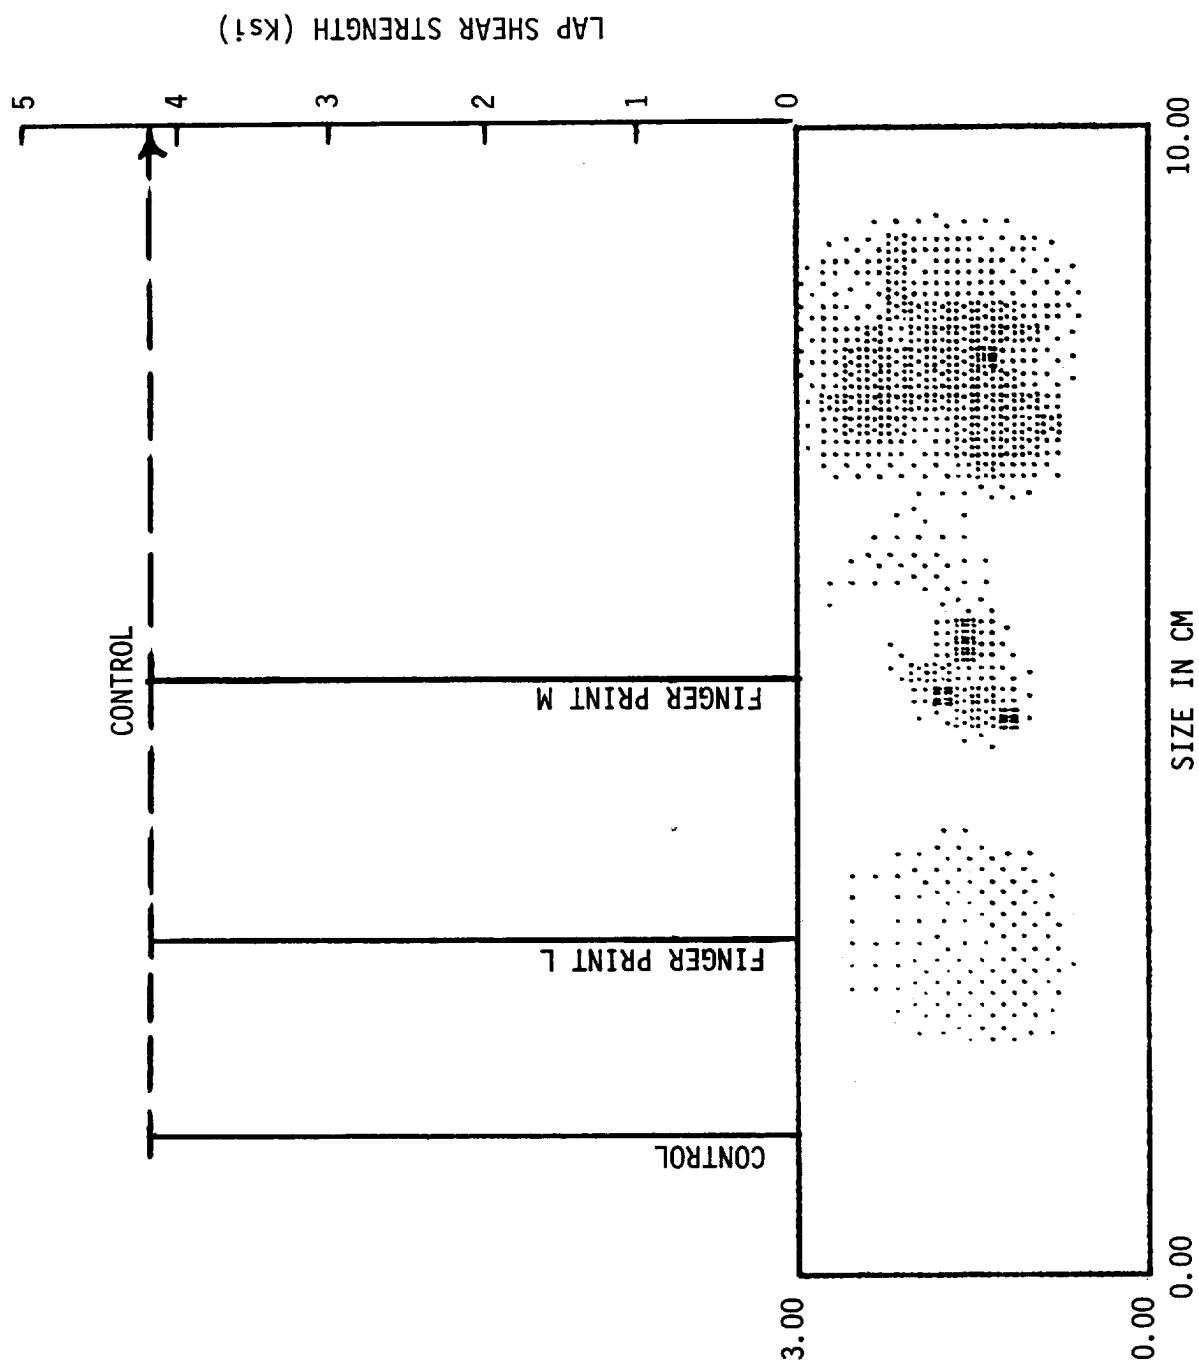 LAP SHEAR STRENGTH (Ksi)
5
4
3
2
1
0
CONTROL
FINGER PRINT M
FINGER PRINT L
CONTROL
3.00
0.00
0.00
10.00
SIZE IN CM